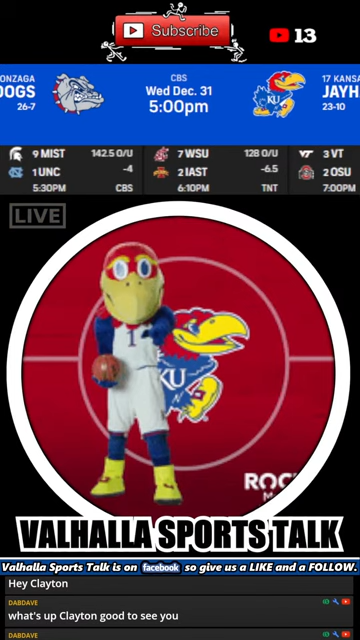 Subscribe
13
ONZAGA
OGS
26-7
CBS
Wed Dec. 31
5:00pm
17 KANSA
JAYH
23-10
KU
9 MIST 142.5 O/U
1 UNC -4
5:30PM CBS
7 WSU 128 O/U
2 IAST -6.5
6:10PM TNT
3 VT
2 OSU
7:00PM
LIVE
1
KU
ROC
M
VALHALLA SPORTS TALK
Valhalla Sports Talk is on facebook so give us a LIKE and a FOLLOW.
Hey Clayton
DABDAVE
what's up Clayton good to see you
DABDAVE